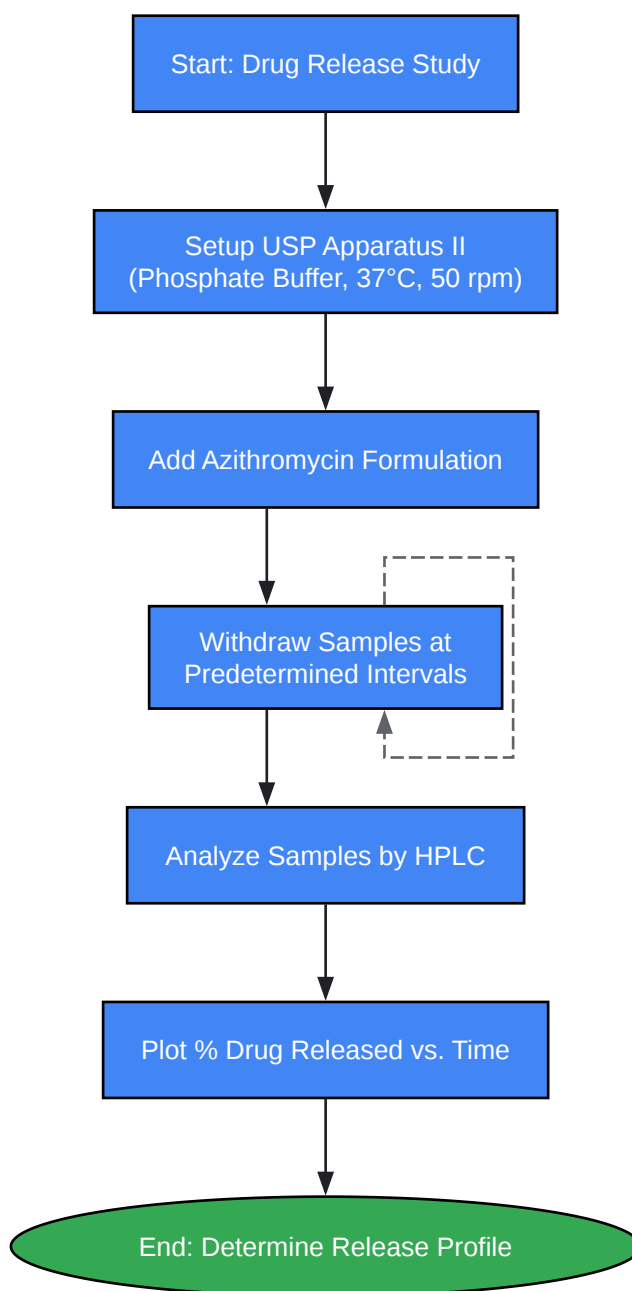 Start: Drug Release Study
Setup USP Apparatus II
(Phosphate Buffer, 37°C, 50 rpm)
Add Azithromycin Formulation
Withdraw Samples at
Predetermined Intervals
Analyze Samples by HPLC
Plot % Drug Released vs. Time
End: Determine Release Profile